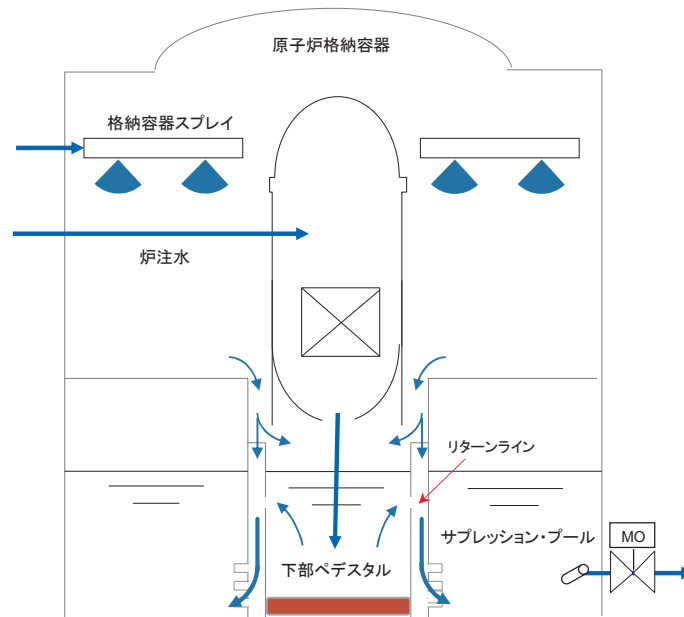 原子炉格納容器
格納容器スプレイ
炉注水
リターンライン
サプレッション・プール
MO
下部ペデスタル